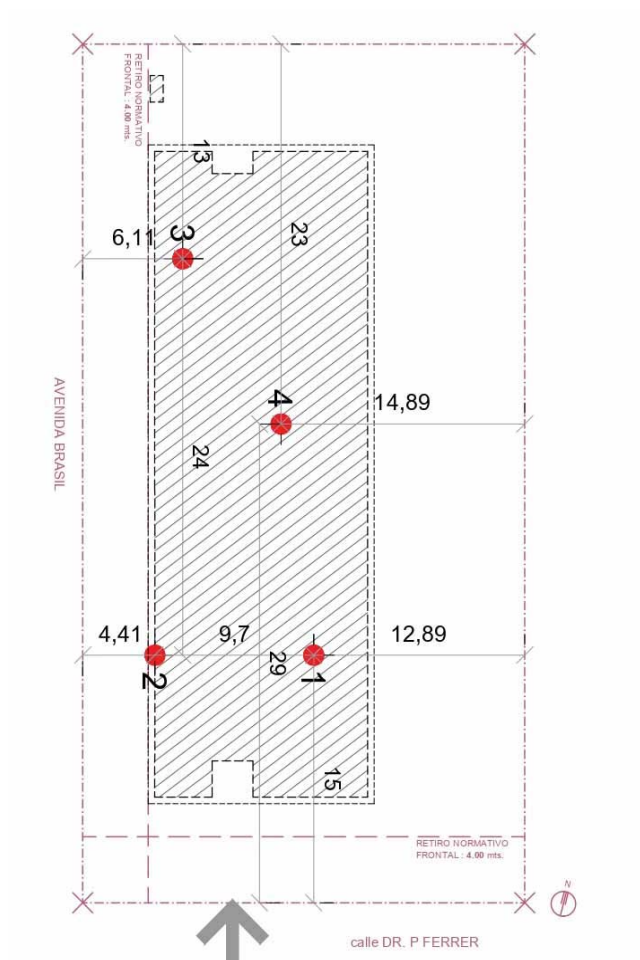 RETIRO NORMATIVO
FRONTAL : 4.00 mts.
13
6,11
3
23
4
14,89
AVENIDA BRASIL
24
4,41
9,7
12,89
2
29
1
15
RETIRO NORMATIVO
FRONTAL : 4.00 mts.
N
calle DR. P FERRER